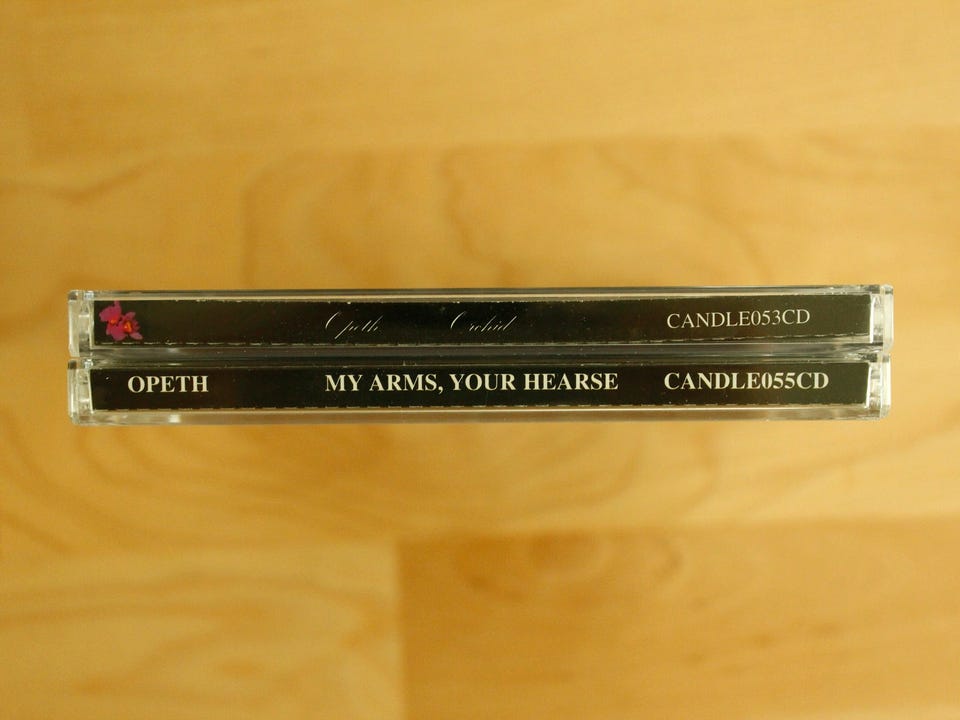 Opeth Orchid CANDLE053CD
OPETH MY ARMS, YOUR HEARSE CANDLE055CD